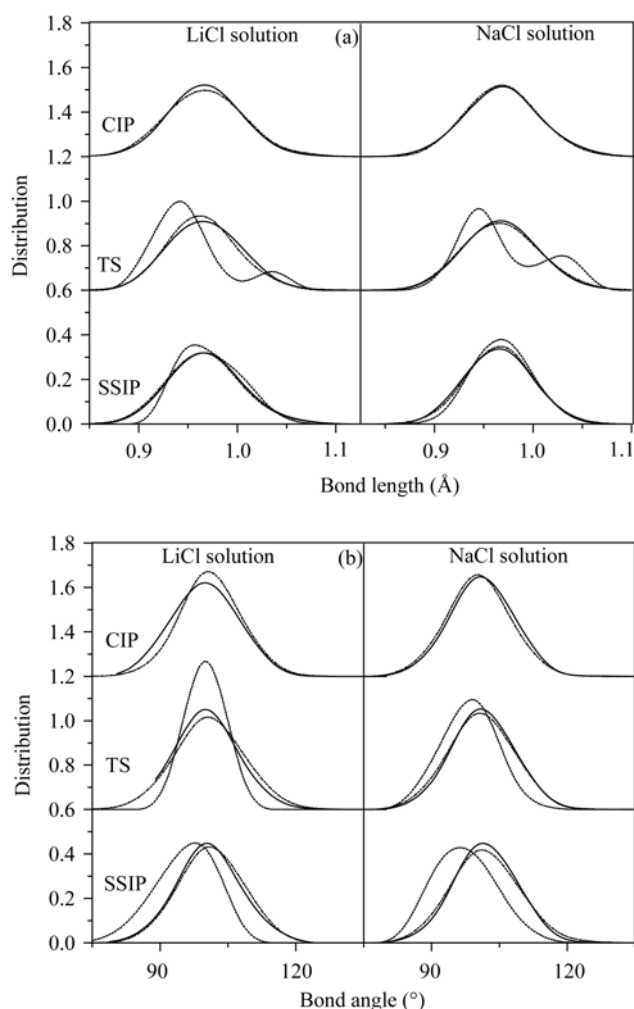 LiCl solution (a) NaCl solution
1.8
1.6
1.4
CIP
1.2
1.0
0.8
TS
0.6
0.4
SSIP
0.2
0.0
Distribution
0.9 1.0 1.1 0.9 1.0 1.1
Bond length (Å)
LiCl solution (b) NaCl solution
1.8
1.6
1.4
CIP
1.2
1.0
0.8
TS
0.6
0.4
SSIP
0.2
0.0
Distribution
90 120 90 120
Bond angle (°)